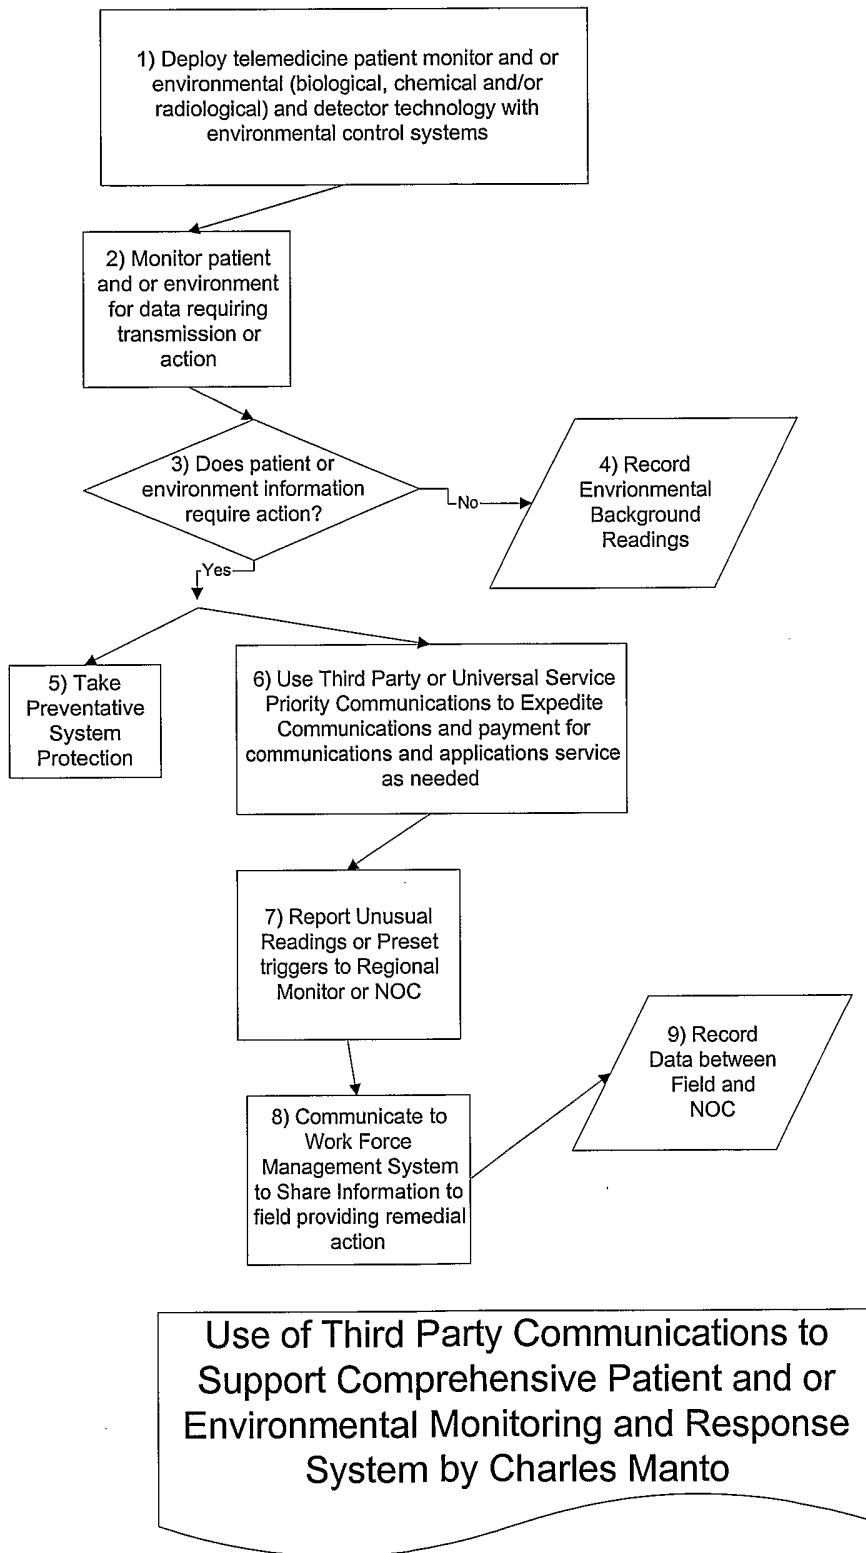 1) Deploy telemedicine patient monitor and or
environmental (biological, chemical and/or
radiological) and detector technology with
environmental control systems
2) Monitor patient
and or environment
for data requiring
transmission or
action
3) Does patient or
environment information
require action?
No
4) Record
Envrionmental
Background
Readings
Yes
5) Take
Preventative
System
Protection
6) Use Third Party or Universal Service
Priority Communications to Expedite
Communications and payment for
communications and applications service
as needed
7) Report Unusual
Readings or Preset
triggers to Regional
Monitor or NOC
8) Communicate to
Work Force
Management System
to Share Information to
field providing remedial
action
9) Record
Data between
Field and
NOC
Use of Third Party Communications to
Support Comprehensive Patient and or
Environmental Monitoring and Response
System by Charles Manto